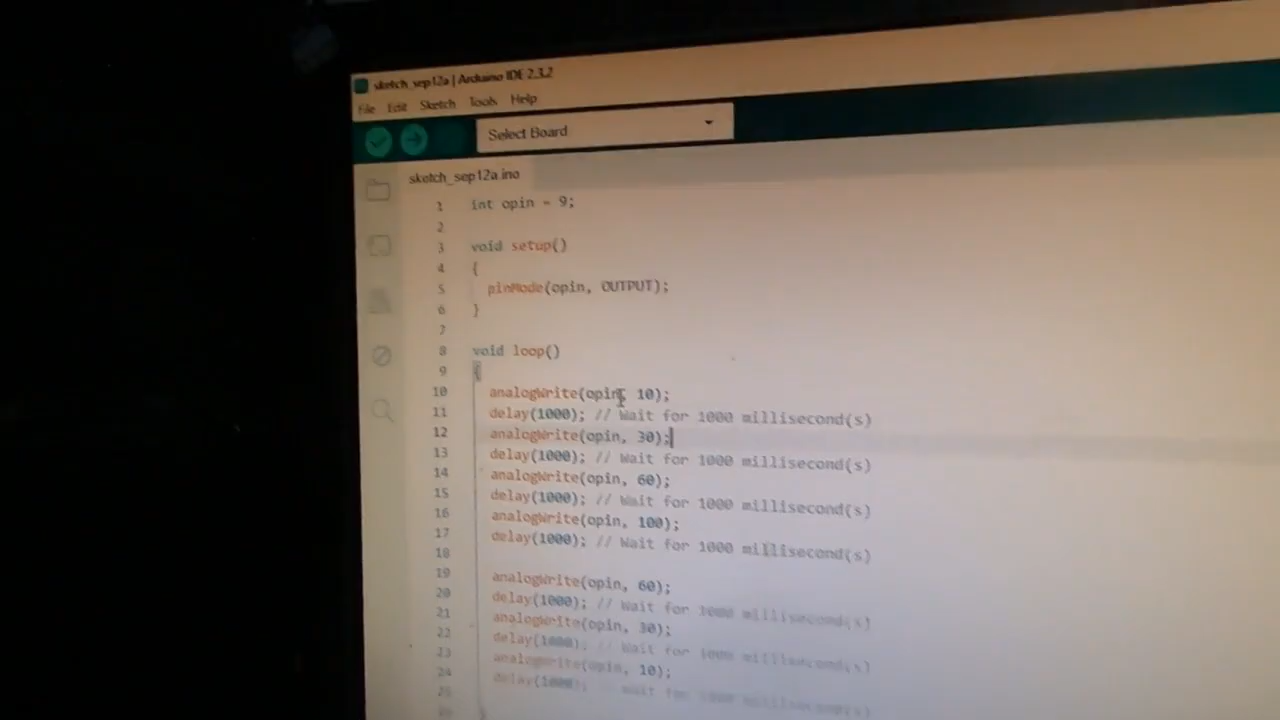 sketch_sep12a | Arduino IDE 2.3.2
File Edit Sketch Tools Help
Select Board
sketch_sep12a.ino
1 int opin = 9;
2
3 void setup()
4 {
5 pinMode(opin, OUTPUT);
6 }
7
8 void loop()
9 {
10 analogWrite(opin, 10);
11 delay(1000); // Wait for 1000 millisecond(s)
12 analogWrite(opin, 30);
13 delay(1000); // Wait for 1000 millisecond(s)
14 analogWrite(opin, 60);
15 delay(1000); // Wait for 1000 millisecond(s)
16 analogWrite(opin, 100);
17 delay(1000); // Wait for 1000 millisecond(s)
18
19 analogWrite(opin, 60);
20 delay(1000); // Wait for 1000 millisecond(s)
21 analogWrite(opin, 30);
22 delay(1000); // Wait for 1000 millisecond(s)
23 analogWrite(opin, 10);
24 delay(1000); // Wait for 1000 millisecond(s)
25
26 }